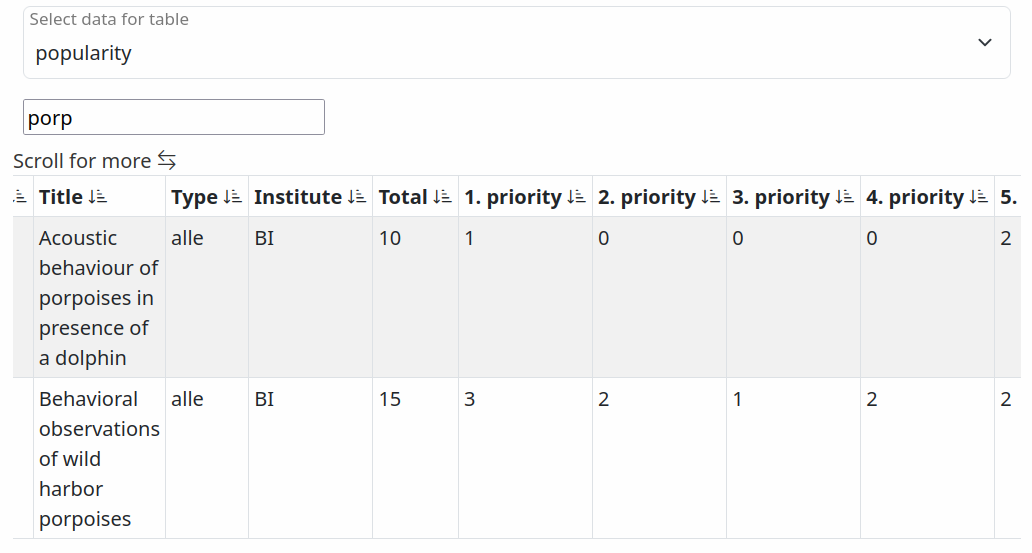 Select data for table
popularity
porp
Scroll for more
Title Type Institute Total 1. priority 2. priority 3. priority 4. priority 5.
Acoustic alle BI 10 1 0 0 0 2
behaviour of
porpoises in
presence of
a dolphin
Behavioral alle BI 15 3 2 1 2 2
observations
of wild
harbor
porpoises